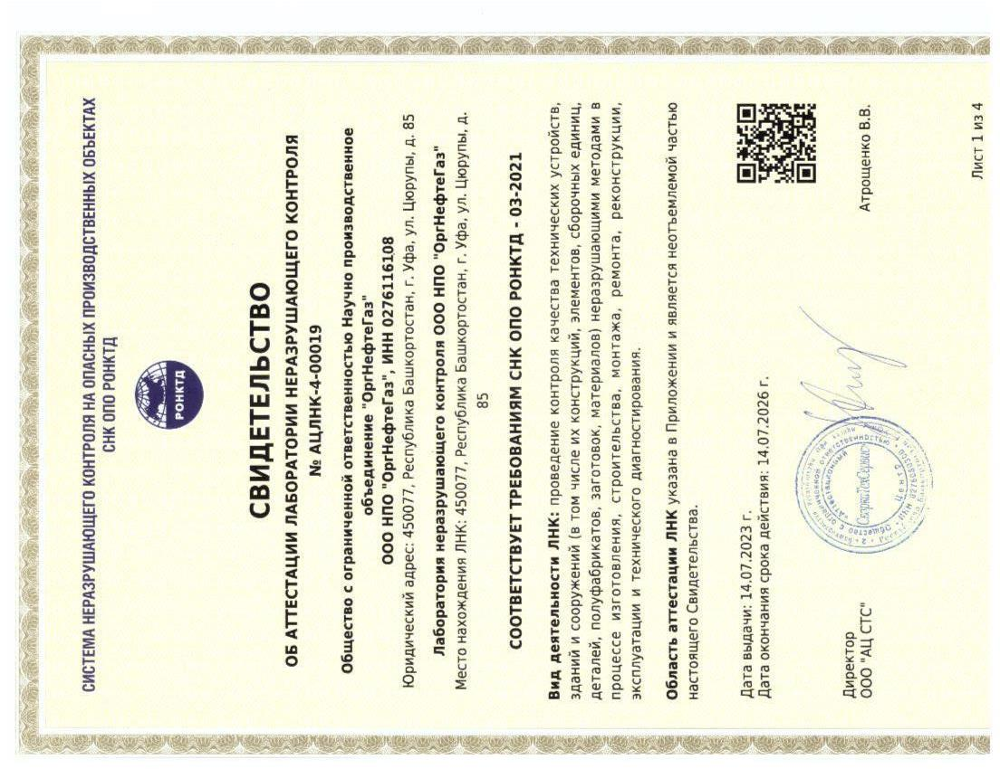 СИСТЕМА НЕРАЗРУШАЮЩЕГО КОНТРОЛЯ НА ОПАСНЫХ ПРОИЗВОДСТВЕННЫХ ОБЪЕКТАХ
СНК ОПО РОНКТД
РОНКТД
СВИДЕТЕЛЬСТВО
ОБ АТТЕСТАЦИИ ЛАБОРАТОРИИ НЕРАЗРУШАЮЩЕГО КОНТРОЛЯ
№ АЦЛНК-4-00019
Общество с ограниченной ответственностью Научно производственное
объединение "ОргНефтеГаз"
ООО НПО "ОргНефтеГаз", ИНН 0276116108
Юридический адрес: 450077, Республика Башкортостан, г. Уфа, ул. Цюрупы, д. 85
Лаборатория неразрушающего контроля ООО НПО "ОргНефтеГаз"
Место нахождения ЛНК: 450077, Республика Башкортостан, г. Уфа, ул. Цюрупы, д.
85
СООТВЕТСТВУЕТ ТРЕБОВАНИЯМ СНК ОПО РОНКТД - 03-2021
Вид деятельности ЛНК: проведение контроля качества технических устройств,
зданий и сооружений (в том числе их конструкций, элементов, сборочных единиц,
деталей, полуфабрикатов, заготовок, материалов) неразрушающими методами в
процессе изготовления, строительства, монтажа, ремонта, реконструкции,
эксплуатации и технического диагностирования.
Область аттестации ЛНК указана в Приложении и является неотъемлемой частью
настоящего Свидетельства.
Дата выдачи: 14.07.2023 г.
Дата окончания срока действия: 14.07.2026 г.
Директор
ООО "АЦ СТС"
Атрощенко В.В.
Лист 1 из 4